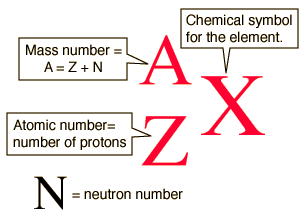 Chemical symbol
for the element.
Mass number =
A = Z + N
A
X
Atomic number=
number of protons
Z
N = neutron number